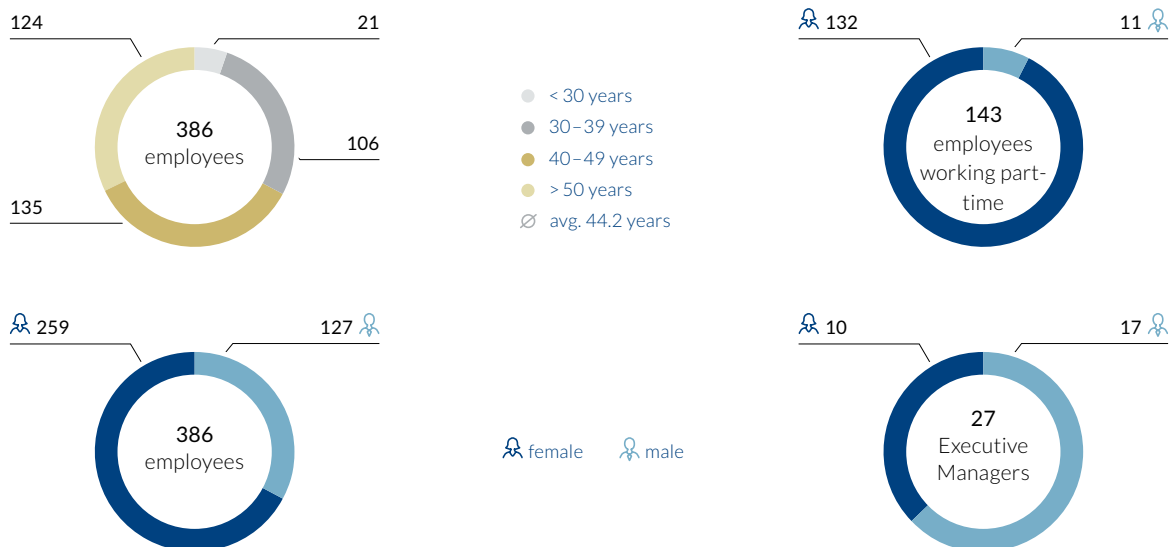 124
21
386
employees
106
135
< 30 years
30–39 years
40–49 years
> 50 years
avg. 44.2 years
132
11
143
employees
working part-
time
259
127
386
employees
female
male
10
17
27
Executive
Managers